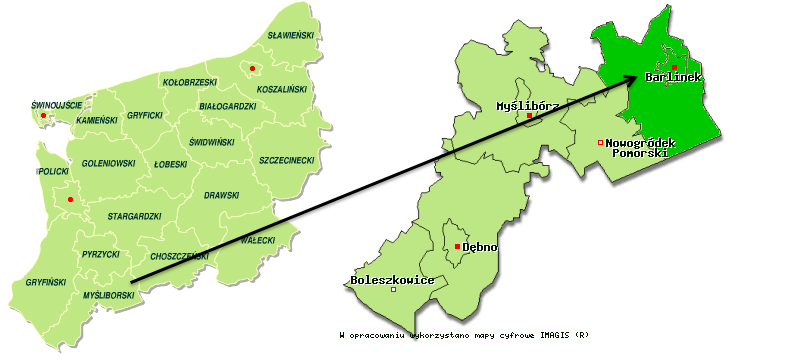 SŁAWIEŃSKI
KOŁOBRZESKI
KOSZALIŃSKI
ŚWINOUJŚCIE
KAMIEŃSKI
GRYFICKI
BIAŁOGARDZKI
ŚWIDWIŃSKI
POLICKI
GOLENIOWSKI
ŁOBESKI
SZCZECINECKI
DRAWSKI
STARGARDZKI
WAŁECKI
PYRZYCKI
CHOSZCZEŃSKI
GRYFIŃSKI
MYŚLIBORSKI
Barlinek
Myślibórz
Nowogródek
Pomorski
Dębno
Boleszkowice
W opracowaniu wykorzystano mapy cyfrowe IMAGIS (R)